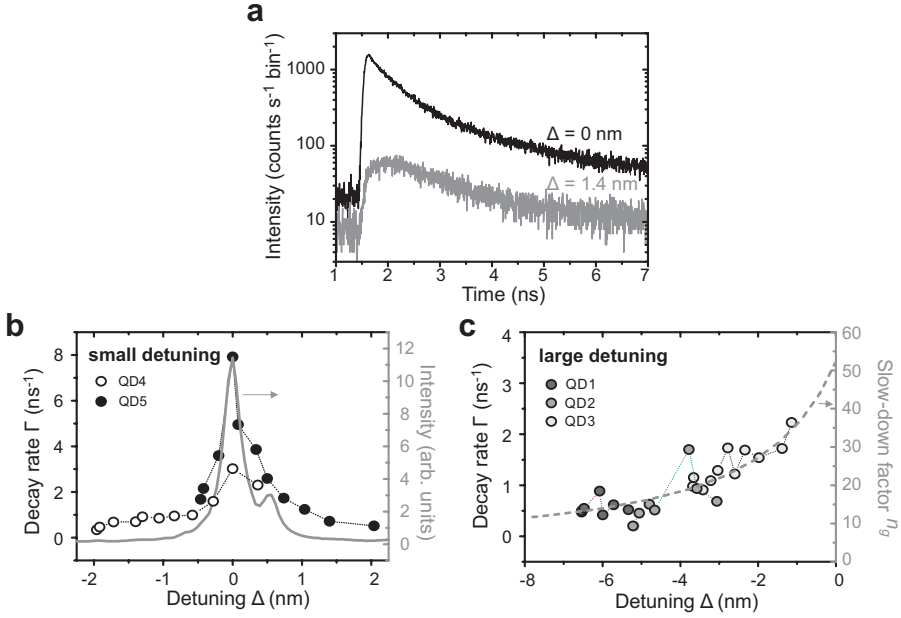 a
Intensity (counts s⁻¹ bin⁻¹)
1000
100
10
Δ = 0 nm
Δ = 1.4 nm
1 2 3 4 5 6 7
Time (ns)
b
small detuning
QD4
QD5
Decay rate Γ (ns⁻¹)
8
6
4
2
0
12
10
8
6
4
2
0
Intensity (arb. units)
-2 -1 0 1 2
Detuning Δ (nm)
c
large detuning
QD1
QD2
QD3
Decay rate Γ (ns⁻¹)
4
3
2
1
0
60
50
40
30
20
10
0
Slow-down factor n_g
-8 -6 -4 -2 0
Detuning Δ (nm)